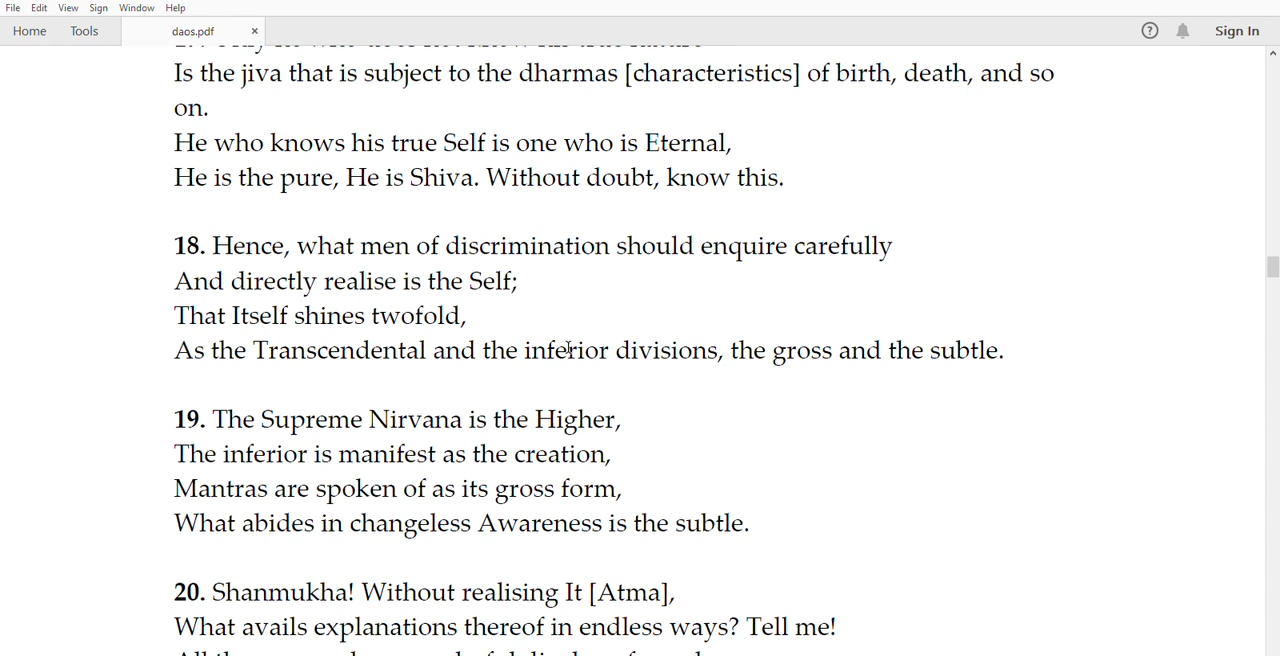 File Edit View Sign Window Help
Home Tools daos.pdf × ? Sign In
Is the jiva that is subject to the dharmas [characteristics] of birth, death, and so
on.
He who knows his true Self is one who is Eternal,
He is the pure, He is Shiva. Without doubt, know this.
18. Hence, what men of discrimination should enquire carefully
And directly realise is the Self;
That Itself shines twofold,
As the Transcendental and the inferior divisions, the gross and the subtle.
19. The Supreme Nirvana is the Higher,
The inferior is manifest as the creation,
Mantras are spoken of as its gross form,
What abides in changeless Awareness is the subtle.
20. Shanmukha! Without realising It [Atma],
What avails explanations thereof in endless ways? Tell me!